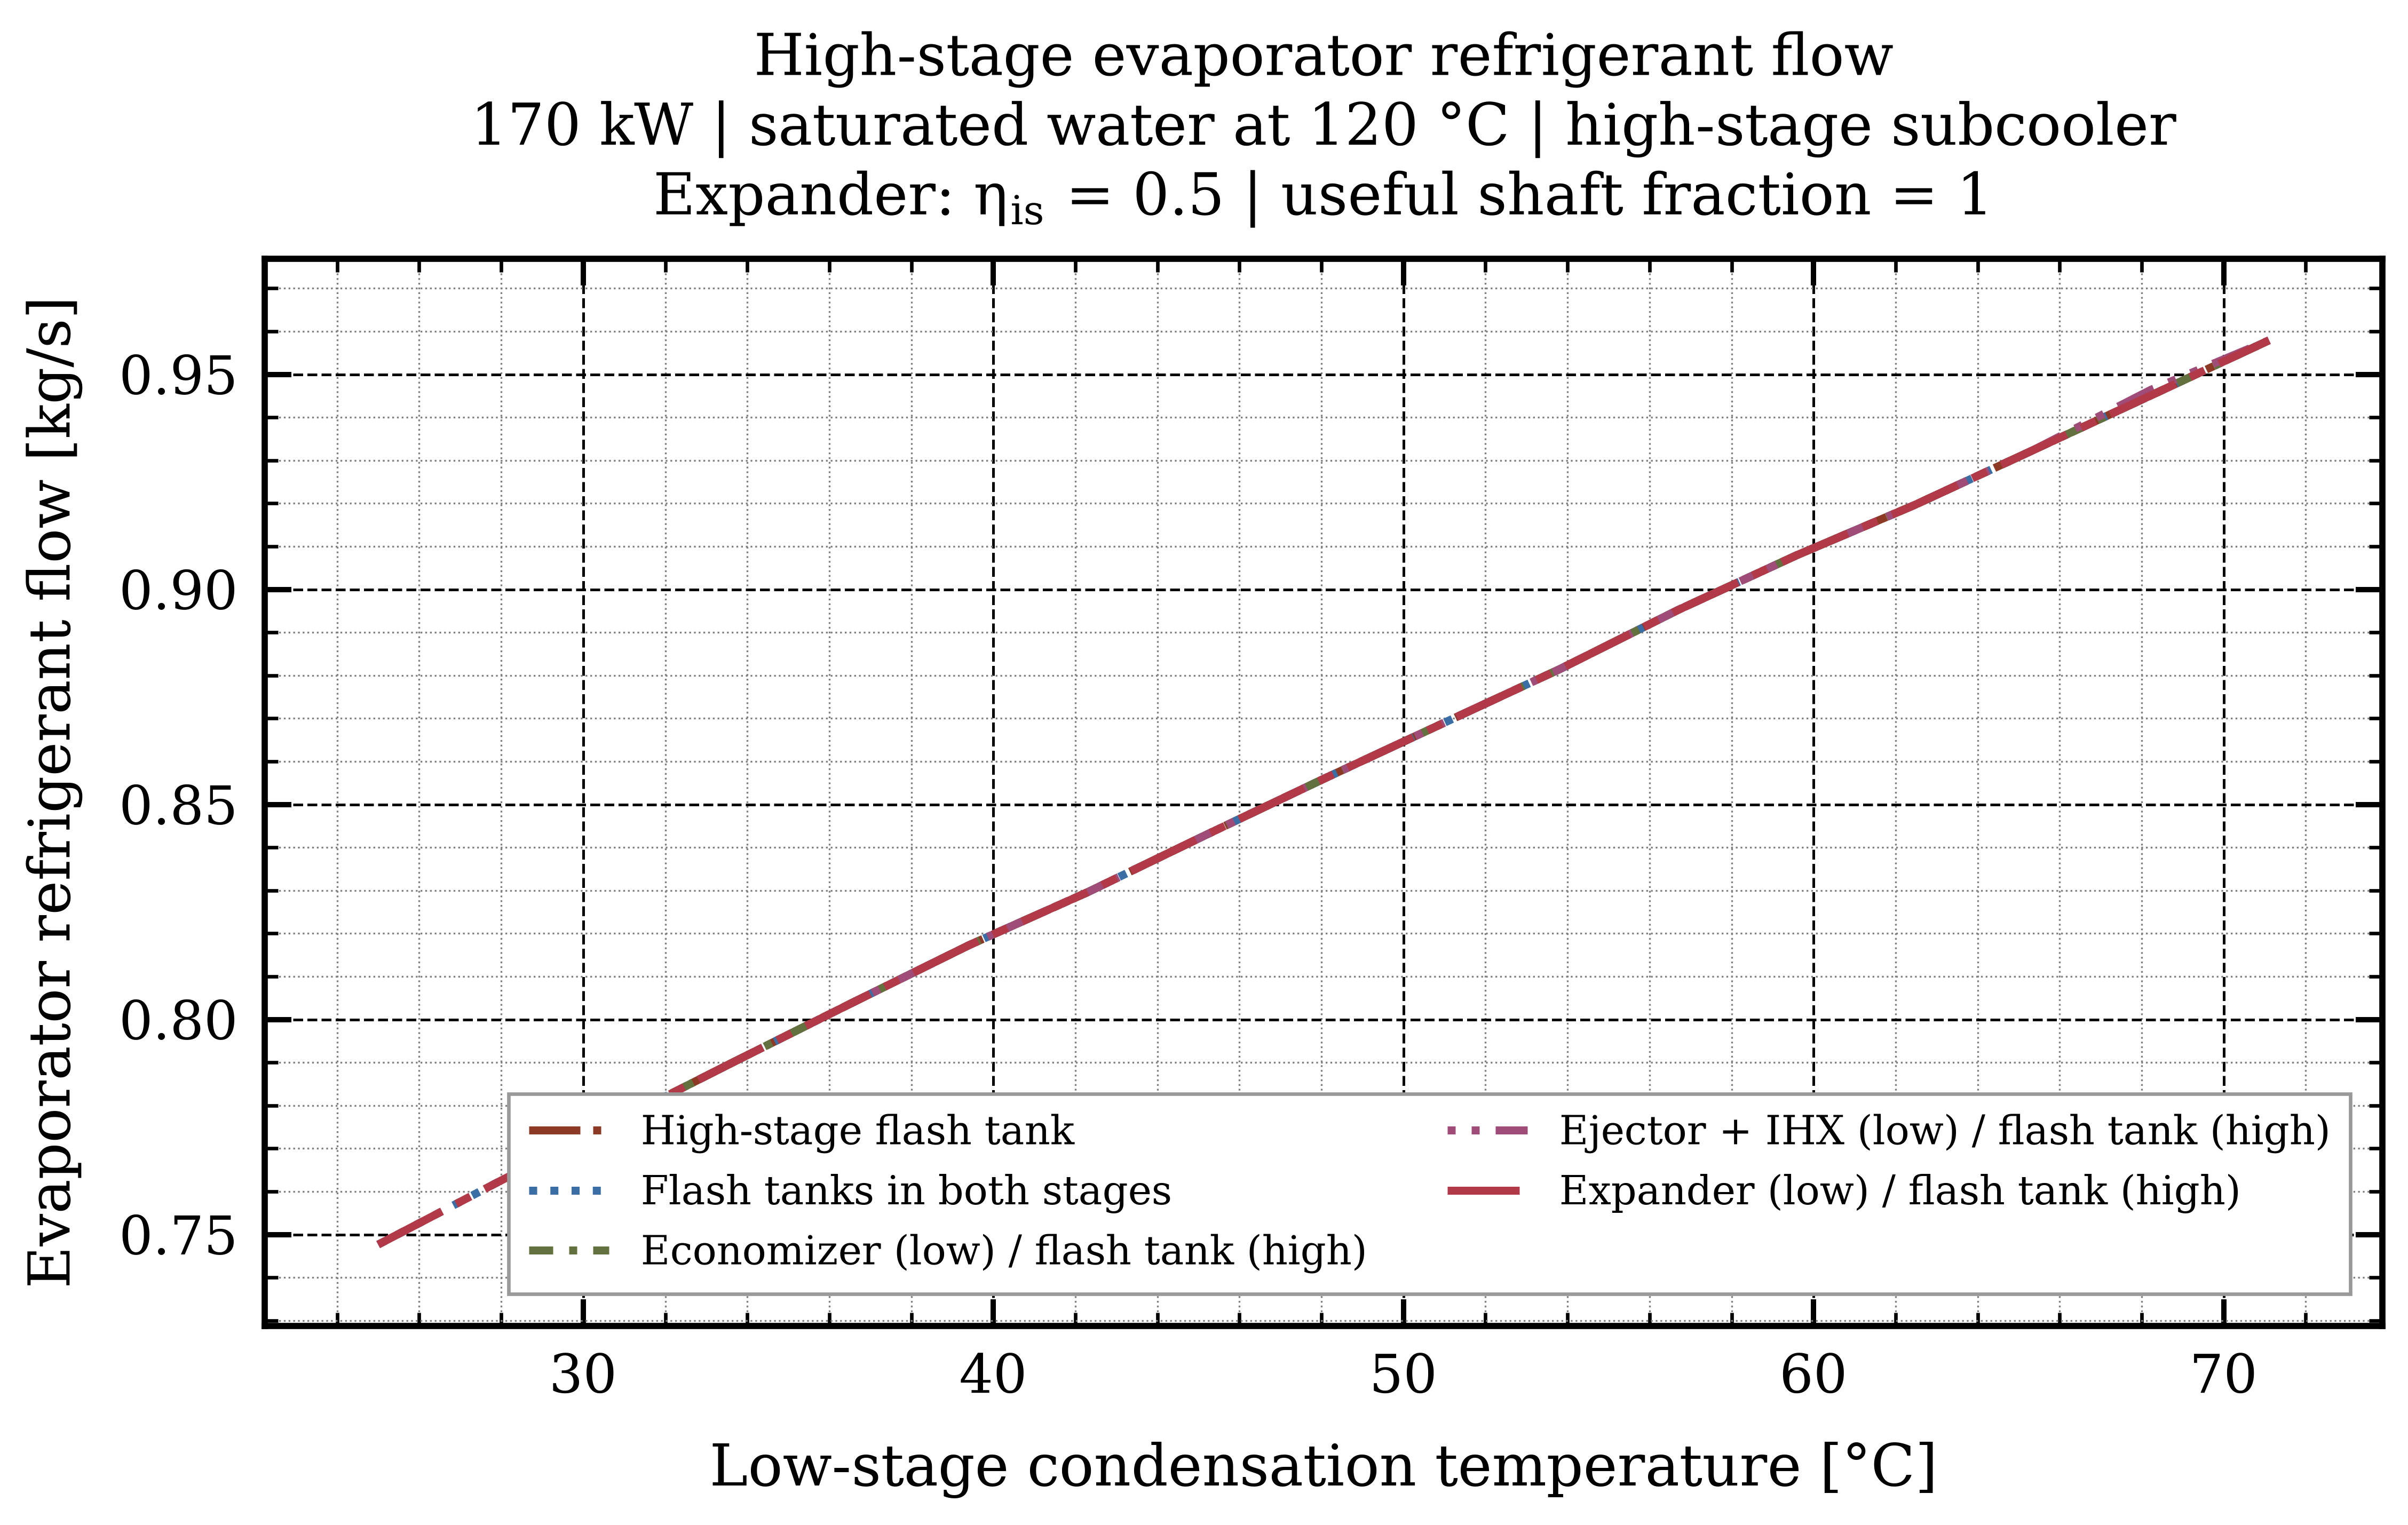 High-stage evaporator refrigerant flow
170 kW | saturated water at 120 °C | high-stage subcooler
Expander: ηis = 0.5 | useful shaft fraction = 1
Evaporator refrigerant flow [kg/s]
0.95
0.90
0.85
0.80
0.75
High-stage flash tank
Flash tanks in both stages
Economizer (low) / flash tank (high)
Ejector + IHX (low) / flash tank (high)
Expander (low) / flash tank (high)
30 40 50 60 70
Low-stage condensation temperature [°C]